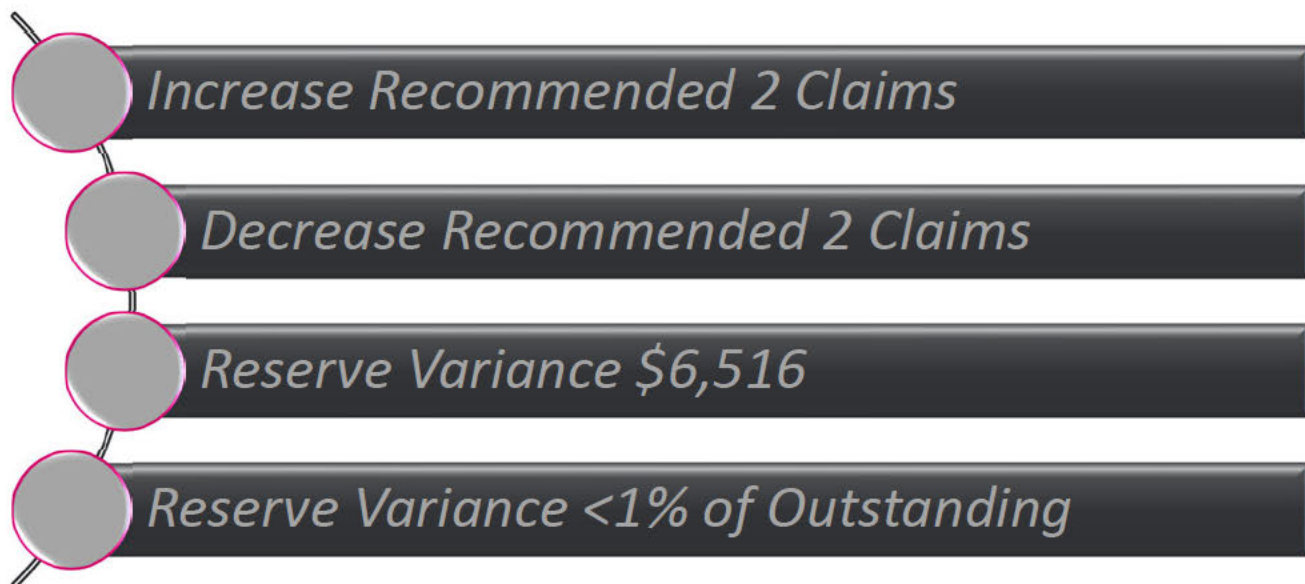 Increase Recommended 2 Claims
Decrease Recommended 2 Claims
Reserve Variance $6,516
Reserve Variance <1% of Outstanding